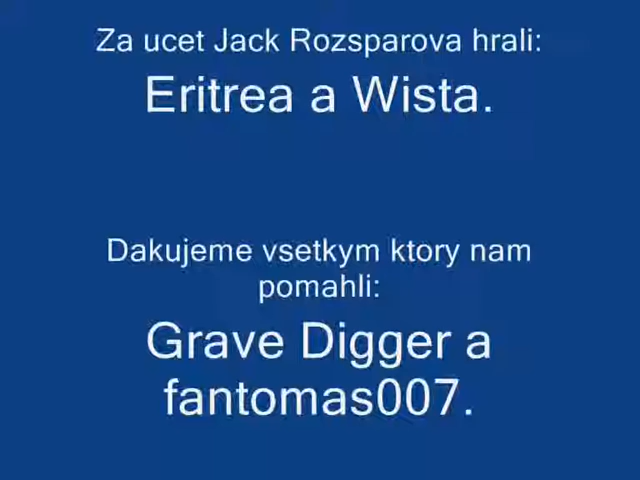 Za ucet Jack Rozsparova hrali:
Eritrea a Wista.
Dakujeme vsetkym ktory nam
pomahli:
Grave Digger a
fantomas007.